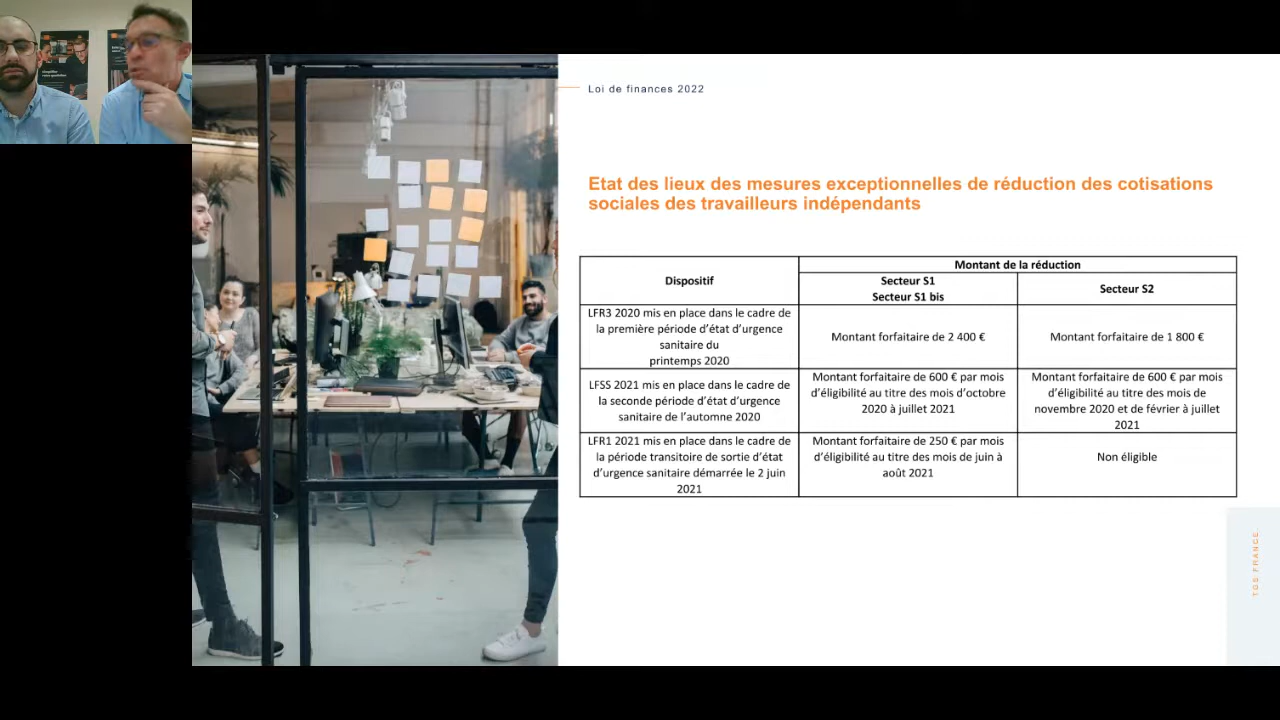 Loi de finances 2022
Etat des lieux des mesures exceptionnelles de réduction des cotisations
sociales des travailleurs indépendants
Dispositif
Montant de la réduction
Secteur S1
Secteur S1 bis
Secteur S2
LFR3 2020 mis en place dans le cadre de
la première période d'état d'urgence
sanitaire du
printemps 2020
Montant forfaitaire de 2 400 €
Montant forfaitaire de 1 800 €
LFSS 2021 mis en place dans le cadre de
la seconde période d'état d'urgence
sanitaire de l'automne 2020
Montant forfaitaire de 600 € par mois
d'éligibilité au titre des mois d'octobre
2020 à juillet 2021
Montant forfaitaire de 600 € par mois
d'éligibilité au titre des mois de
novembre 2020 et de février à juillet
2021
LFR1 2021 mis en place dans le cadre de
la période transitoire de sortie d'état
d'urgence sanitaire démarrée le 2 juin
2021
Montant forfaitaire de 250 € par mois
d'éligibilité au titre des mois de juin à
août 2021
Non éligible
TGS FRANCE